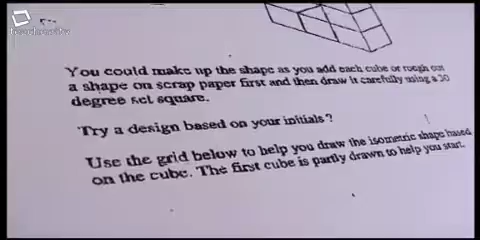 You could make up the shape as you add each cube or rough out
a shape on scrap paper first and then draw it carefully using a 30
degree set square.
Try a design based on your initials?
Use the grid below to help you draw the isometric shape based
on the cube. The first cube is partly drawn to help you start.